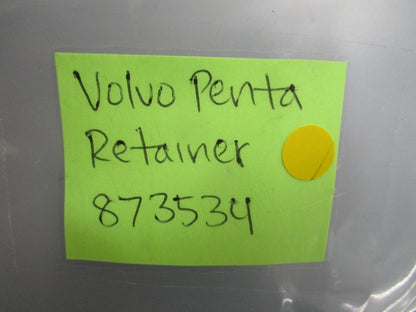 Volvo Penta
Retainer
873534